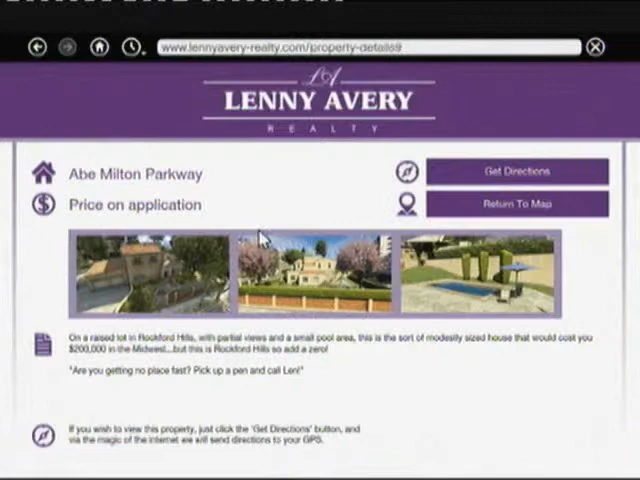 www.lennyavery-realty.com/property-details9
LA
LENNY AVERY
REALTY
Abe Milton Parkway
Get Directions
Price on application
Return To Map
On a raised lot in Rockford Hills, with partial views and a small pool area, this is the sort of modestly sized house that would cost you
$200,000 in the Midwest...but this is Rockford Hills so add a zero!
"Are you getting no place fast? Pick up a pen and call Len!"
If you wish to view this property, just click the 'Get Directions' button, and
via the magic of the internet we will send directions to your GPS.